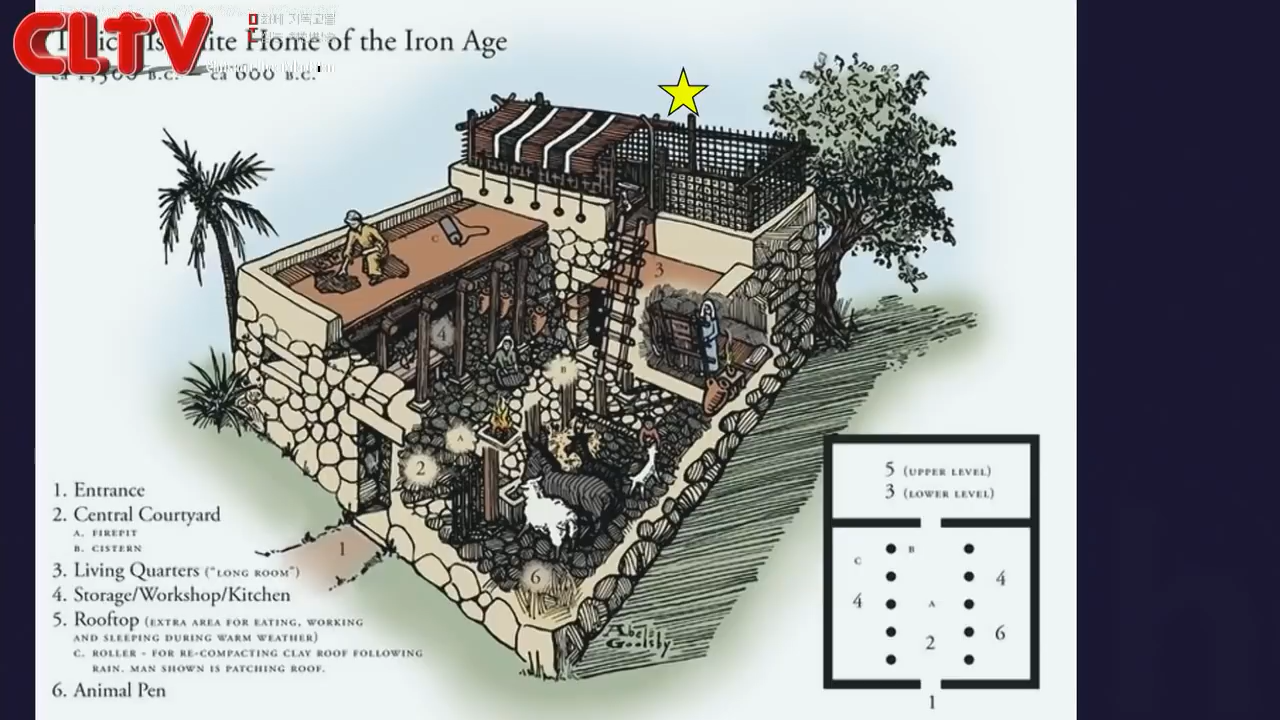 CLTV
Home of the Iron Age
ca 600 B.C.
C
3
4
B
A
2
1
6
Abelily Goolsby
1. Entrance
2. Central Courtyard
A. FIREPIT
B. CISTERN
3. Living Quarters ("LONG ROOM")
4. Storage/Workshop/Kitchen
5. Rooftop (EXTRA AREA FOR EATING, WORKING
AND SLEEPING DURING WARM WEATHER)
C. ROLLER - FOR RE-COMPACTING CLAY ROOF FOLLOWING
RAIN. MAN SHOWN IS PATCHING ROOF.
6. Animal Pen
5 (UPPER LEVEL)
3 (LOWER LEVEL)
C B
4
4 A
6
2
1